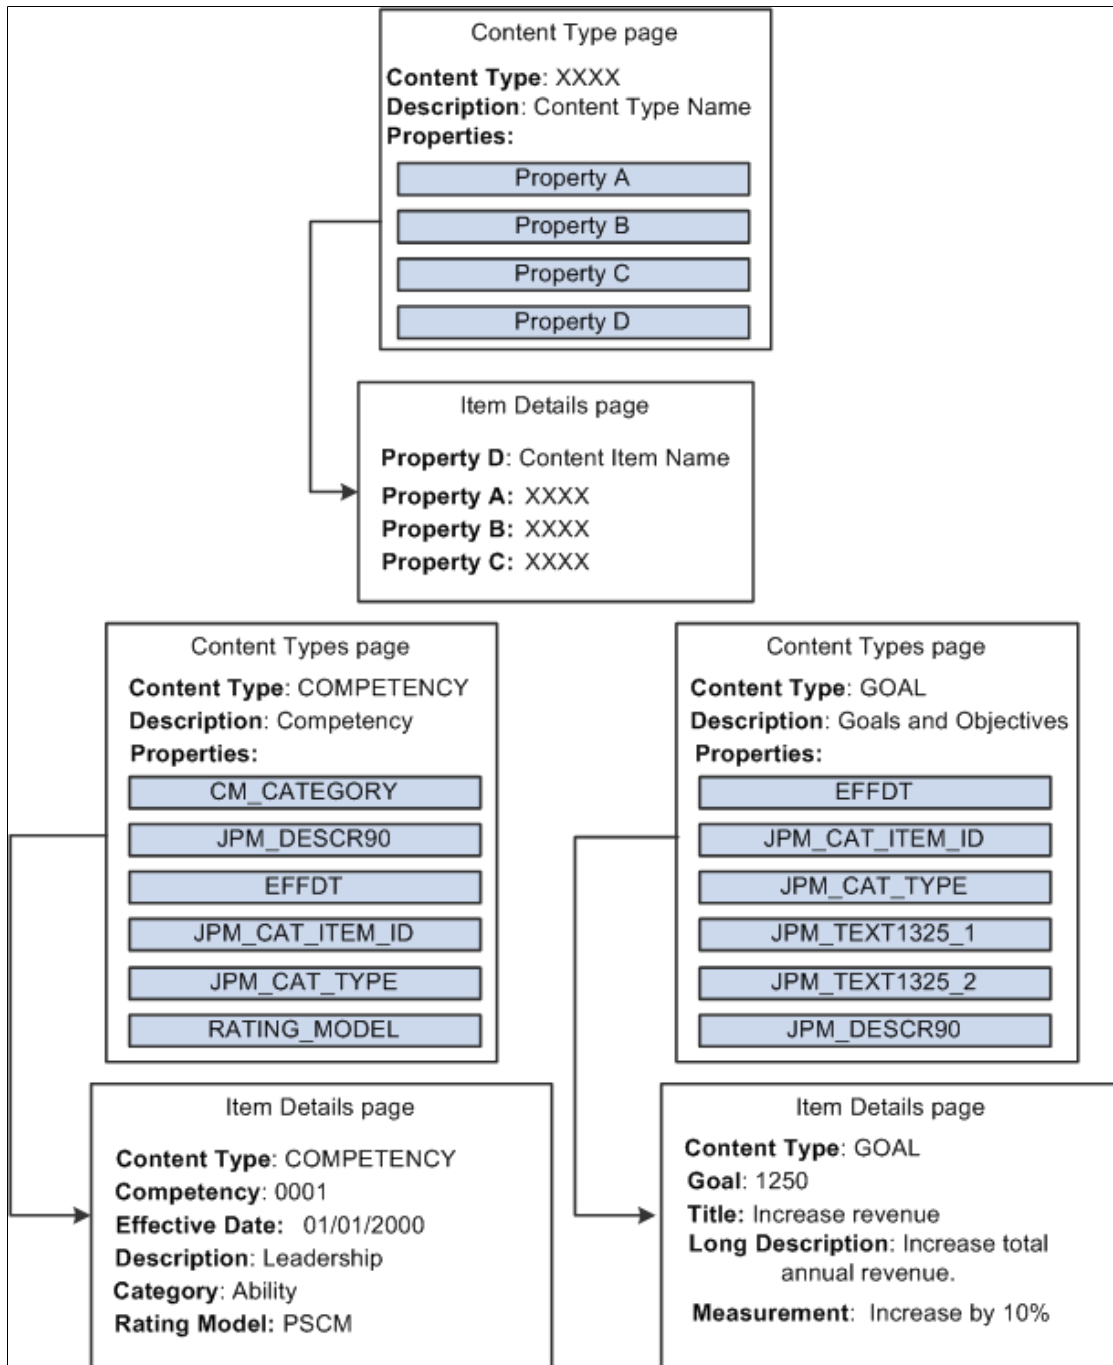 Content Type page
Content Type: XXXX
Description: Content Type Name
Properties:
Property A
Property B
Property C
Property D
Item Details page
Property D: Content Item Name
Property A: XXXX
Property B: XXXX
Property C: XXXX
Content Types page
Content Type: COMPETENCY
Description: Competency
Properties:
CM_CATEGORY
JPM_DESCR90
EFFDT
JPM_CAT_ITEM_ID
JPM_CAT_TYPE
RATING_MODEL
Content Types page
Content Type: GOAL
Description: Goals and Objectives
Properties:
EFFDT
JPM_CAT_ITEM_ID
JPM_CAT_TYPE
JPM_TEXT1325_1
JPM_TEXT1325_2
JPM_DESCR90
Item Details page
Content Type: COMPETENCY
Competency: 0001
Effective Date: 01/01/2000
Description: Leadership
Category: Ability
Rating Model: PSCM
Item Details page
Content Type: GOAL
Goal: 1250
Title: Increase revenue
Long Description: Increase total
annual revenue.
Measurement: Increase by 10%